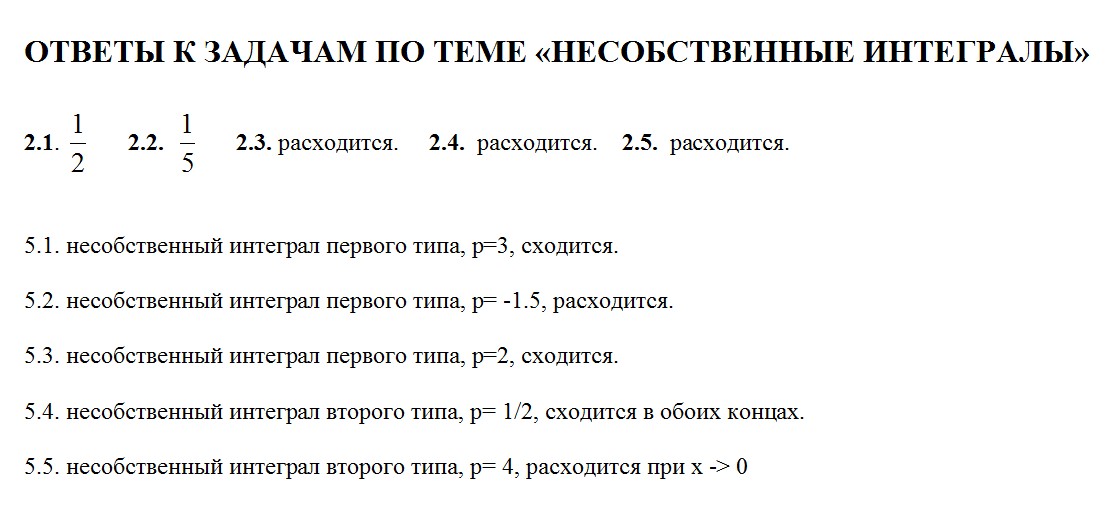 ОТВЕТЫ К ЗАДАЧАМ ПО ТЕМЕ «НЕСОБСТВЕННЫЕ ИНТЕГРАЛЫ»
2.1. 1/2 2.2. 1/5 2.3. расходится. 2.4. расходится. 2.5. расходится.
5.1. несобственный интеграл первого типа, p=3, сходится.
5.2. несобственный интеграл первого типа, p= -1.5, расходится.
5.3. несобственный интеграл первого типа, p=2, сходится.
5.4. несобственный интеграл второго типа, p= 1/2, сходится в обоих концах.
5.5. несобственный интеграл второго типа, p= 4, расходится при x -> 0